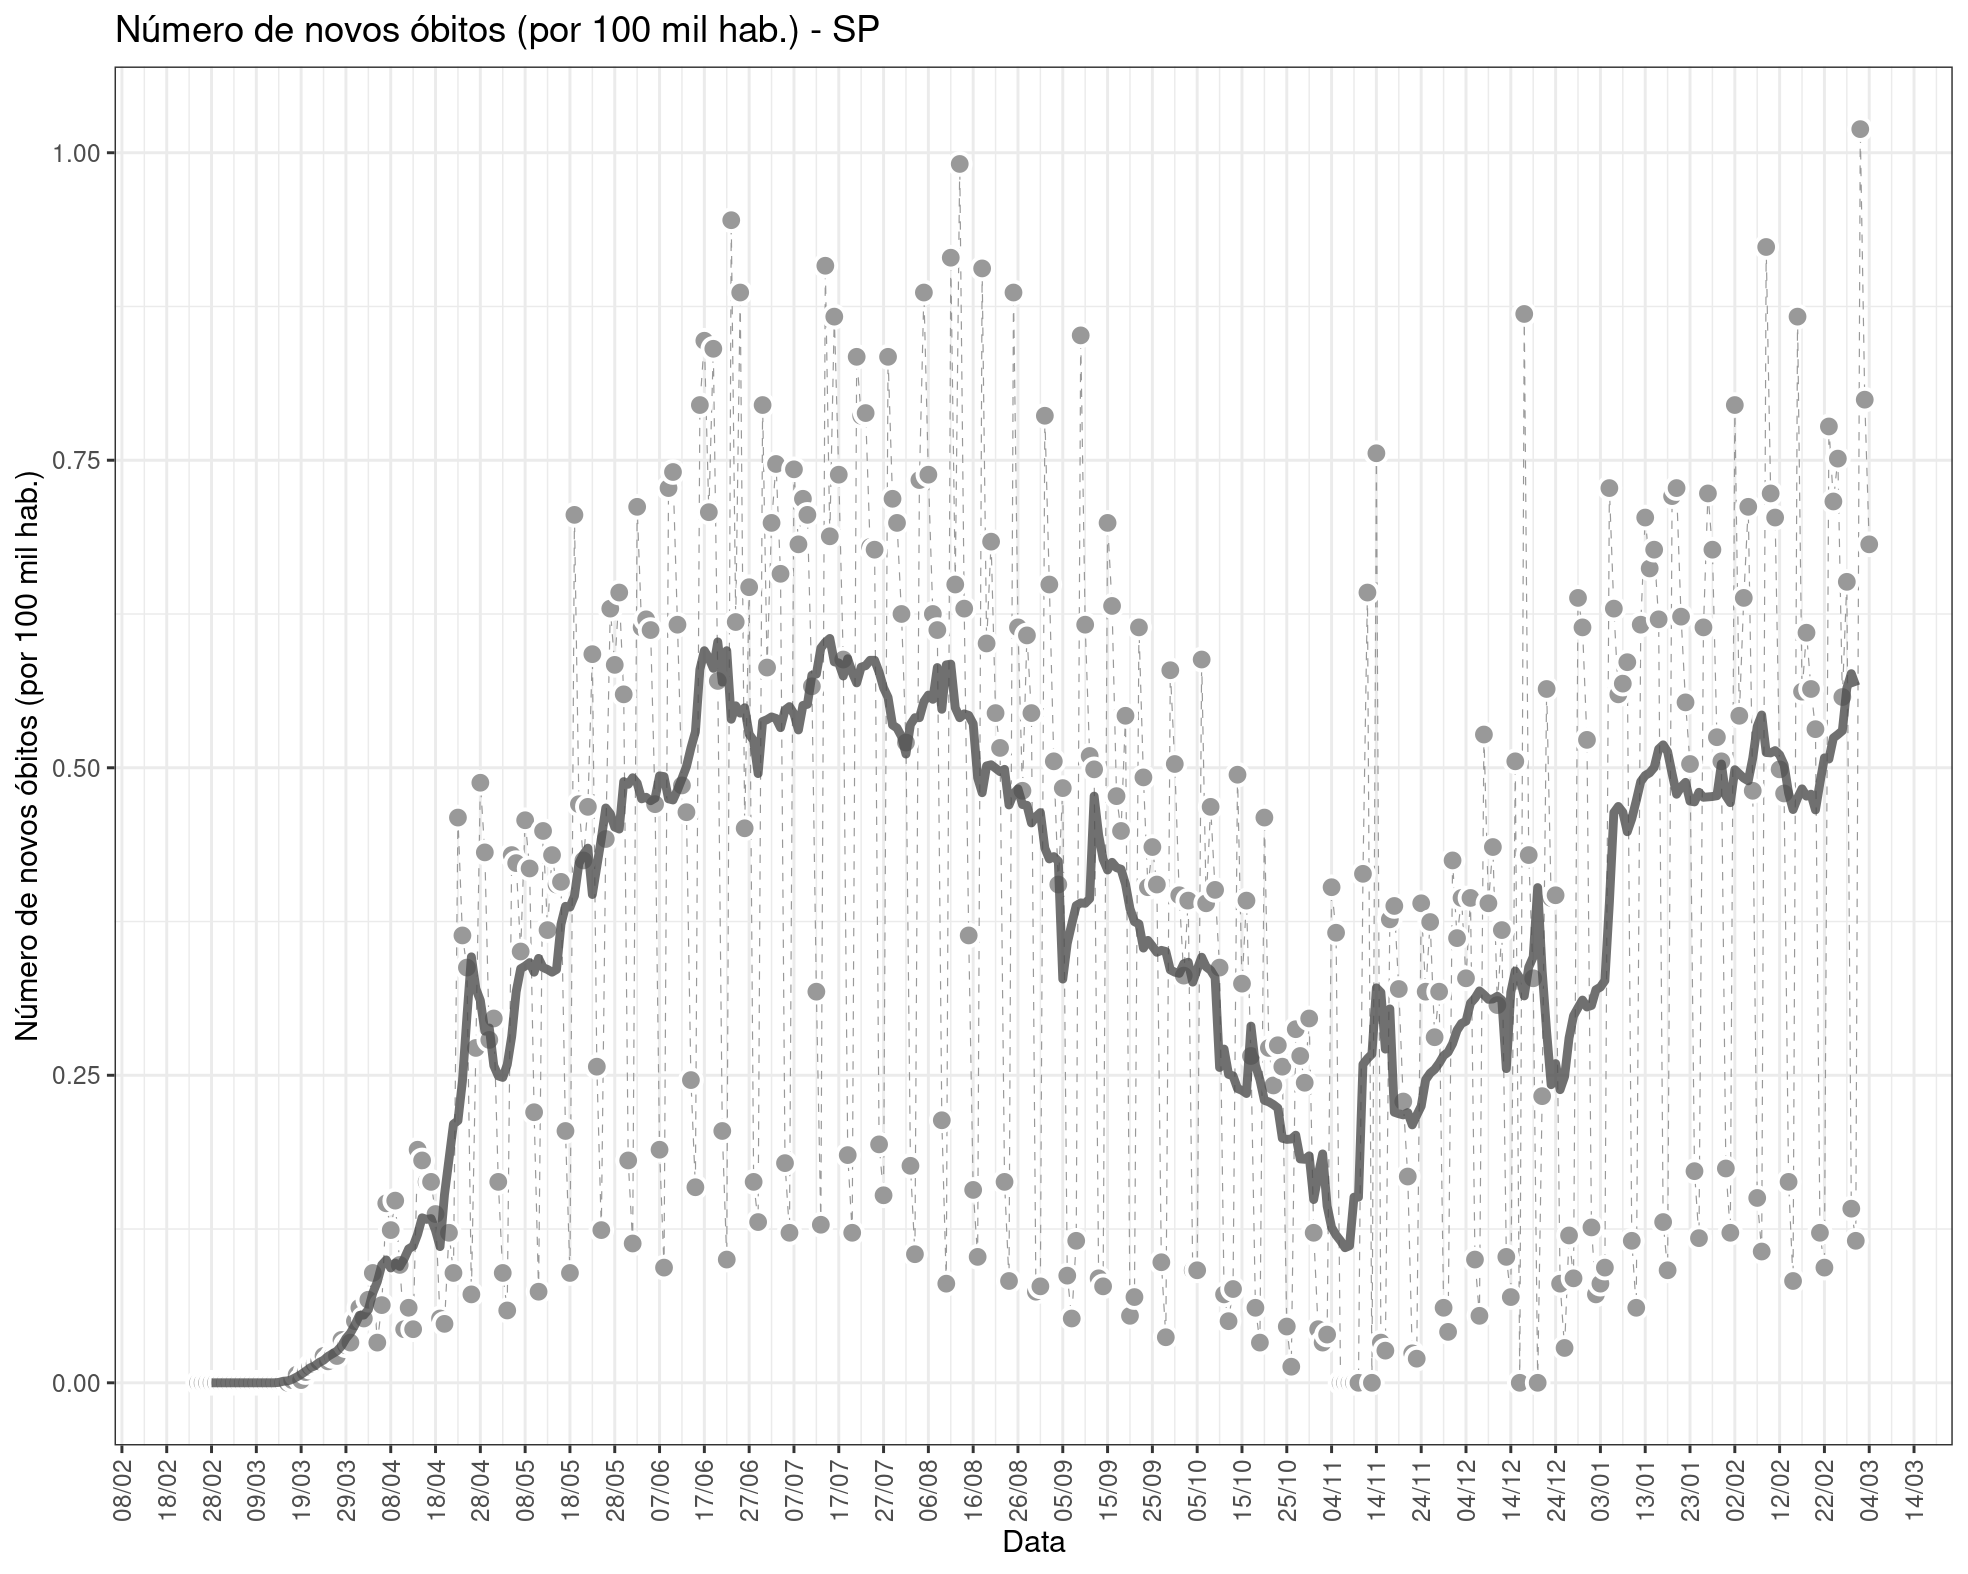 Número de novos óbitos (por 100 mil hab.) - SP
Número de novos óbitos (por 100 mil hab.)
1.00
0.75
0.50
0.25
0.00
08/02 18/02 28/02 09/03 19/03 29/03 08/04 18/04 28/04 08/05 18/05 28/05 07/06 17/06 27/06 07/07 17/07 27/07 06/08 16/08 26/08 05/09 15/09 25/09 05/10 15/10 25/10 04/11 14/11 24/11 04/12 14/12 24/12 03/01 13/01 23/01 02/02 12/02 22/02 04/03 14/03
Data